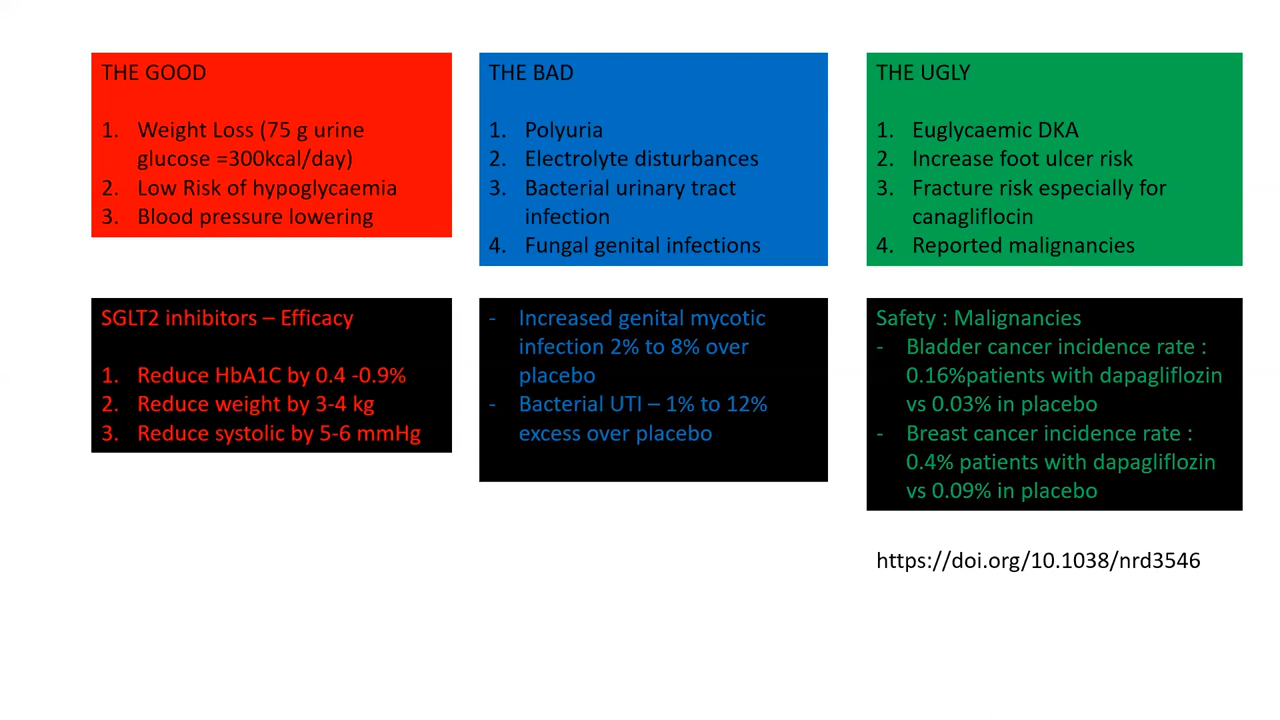 THE GOOD
1. Weight Loss (75 g urine
glucose =300kcal/day)
2. Low Risk of hypoglycaemia
3. Blood pressure lowering
THE BAD
1. Polyuria
2. Electrolyte disturbances
3. Bacterial urinary tract
infection
4. Fungal genital infections
THE UGLY
1. Euglycaemic DKA
2. Increase foot ulcer risk
3. Fracture risk especially for
canagliflocin
4. Reported malignancies
SGLT2 inhibitors – Efficacy
1. Reduce HbA1C by 0.4 -0.9%
2. Reduce weight by 3-4 kg
3. Reduce systolic by 5-6 mmHg
- Increased genital mycotic
infection 2% to 8% over
placebo
- Bacterial UTI – 1% to 12%
excess over placebo
Safety : Malignancies
- Bladder cancer incidence rate :
0.16%patients with dapagliflozin
vs 0.03% in placebo
- Breast cancer incidence rate :
0.4% patients with dapagliflozin
vs 0.09% in placebo
https://doi.org/10.1038/nrd3546